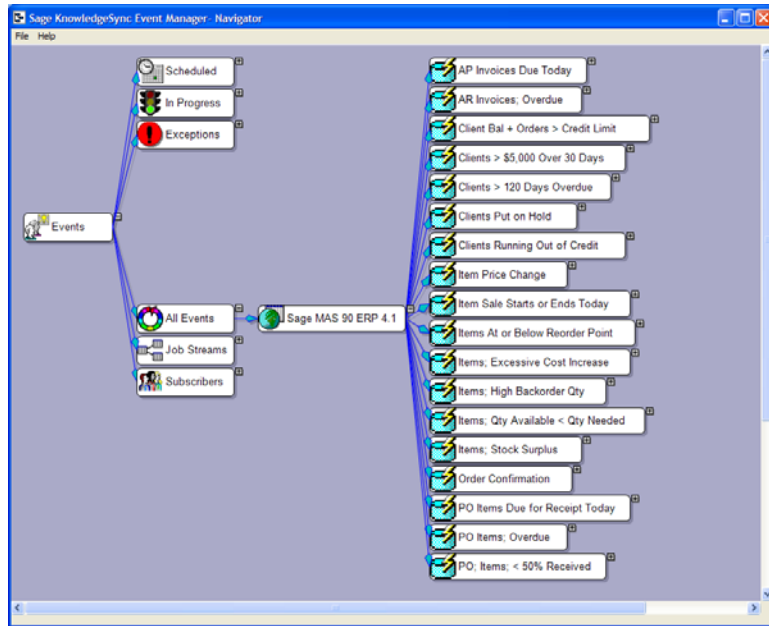 Sage KnowledgeSync Event Manager- Navigator
File Help
Scheduled
In Progress
Exceptions
Events
All Events
Job Streams
Subscribers
Sage MAS 90 ERP 4.1
AP Invoices Due Today
AR Invoices; Overdue
Client Bal + Orders > Credit Limit
Clients > $5,000 Over 30 Days
Clients > 120 Days Overdue
Clients Put on Hold
Clients Running Out of Credit
Item Price Change
Item Sale Starts or Ends Today
Items At or Below Reorder Point
Items; Excessive Cost Increase
Items; High Backorder Qty
Items; Qty Available < Qty Needed
Items; Stock Surplus
Order Confirmation
PO Items Due for Receipt Today
PO Items; Overdue
PO; Items; < 50% Received